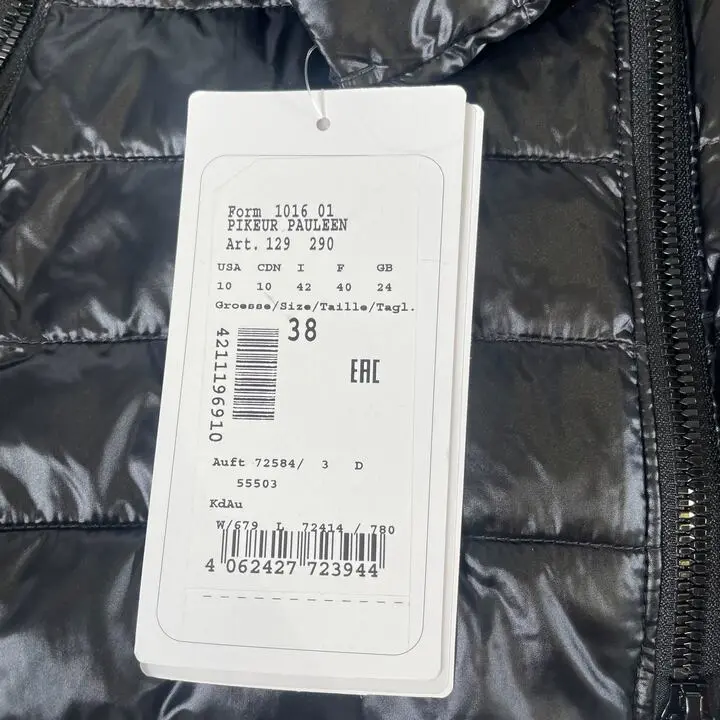 Form 1016 01
PIKEUR PAULEEN
Art. 129 290
USA CDN I F GB
10 10 42 40 24
Groesse/Size/Taille/Tagl.
38
4211196910
EAC
Auft 72584/ 3 D
55503
KdAu
W/679 L 72414 / 780
4 062427 723944